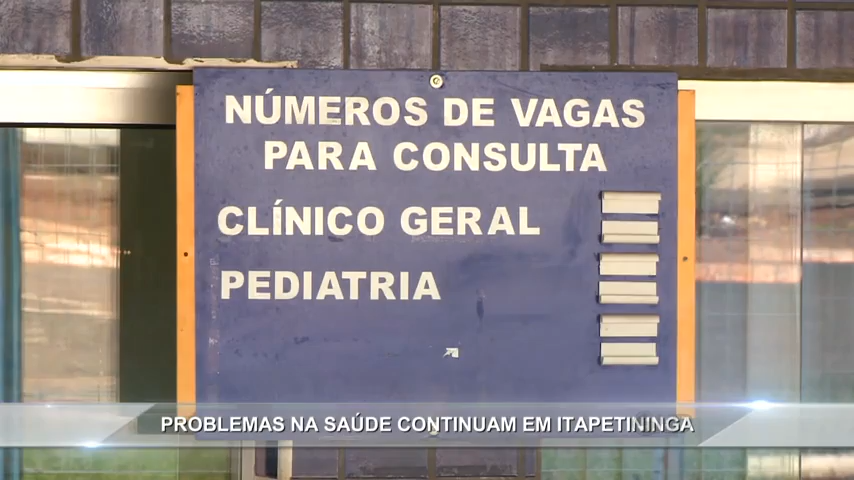 NÚMEROS DE VAGAS
PARA CONSULTA
CLÍNICO GERAL
PEDIATRIA
PROBLEMAS NA SAÚDE CONTINUAM EM ITAPETININGA